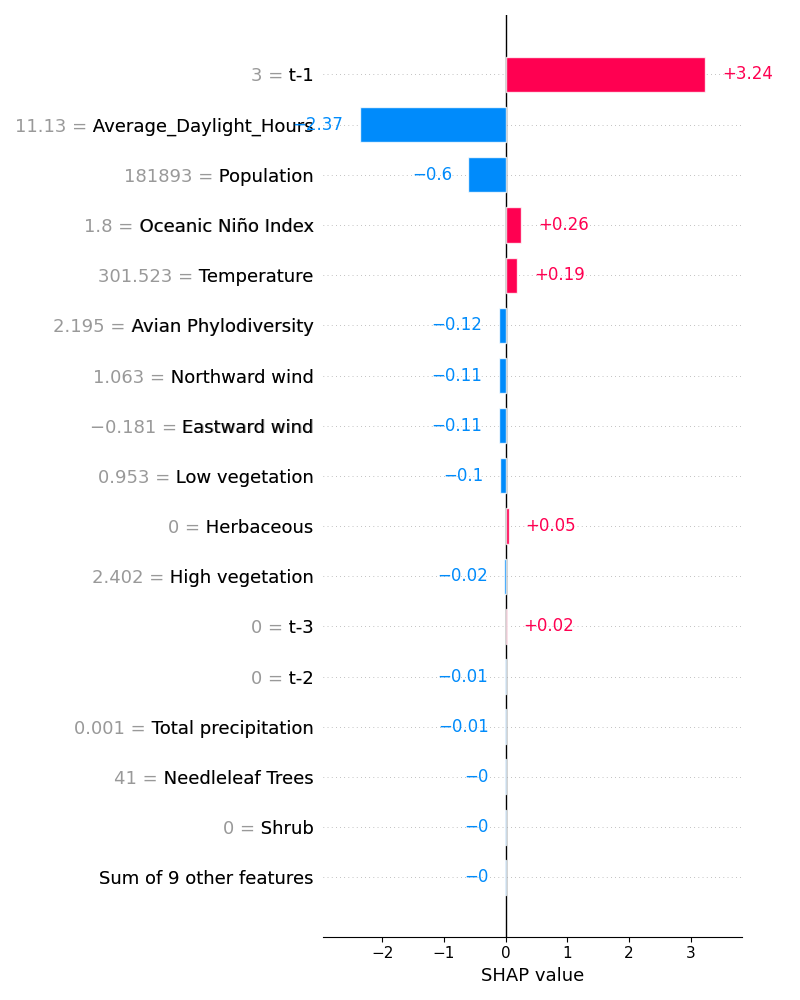 3 = t-1 +3.24
11.13 = Average_Daylight_Hours −2.37
181893 = Population −0.6
1.8 = Oceanic Niño Index +0.26
301.523 = Temperature +0.19
2.195 = Avian Phylodiversity −0.12
1.063 = Northward wind −0.11
−0.181 = Eastward wind −0.11
0.953 = Low vegetation −0.1
0 = Herbaceous +0.05
2.402 = High vegetation −0.02
0 = t-3 +0.02
0 = t-2 −0.01
0.001 = Total precipitation −0.01
41 = Needleleaf Trees −0
0 = Shrub −0
Sum of 9 other features −0
−2 −1 0 1 2 3
SHAP value